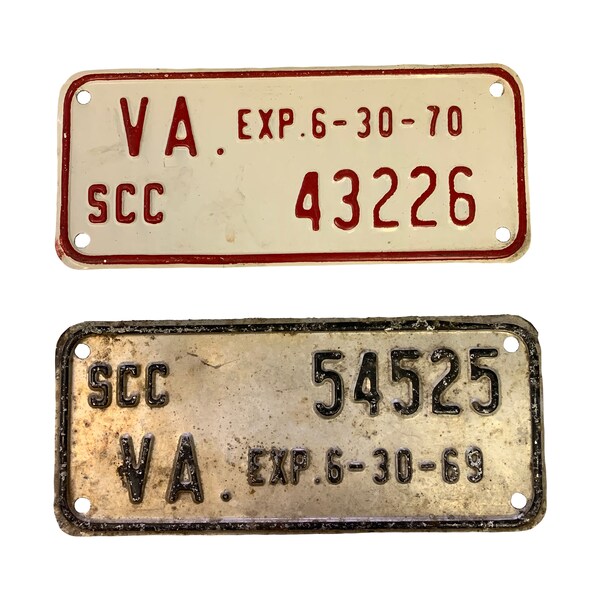 VA. EXP. 6-30-70
SCC 43226
SCC 54525
VA. EXP. 6-30-69